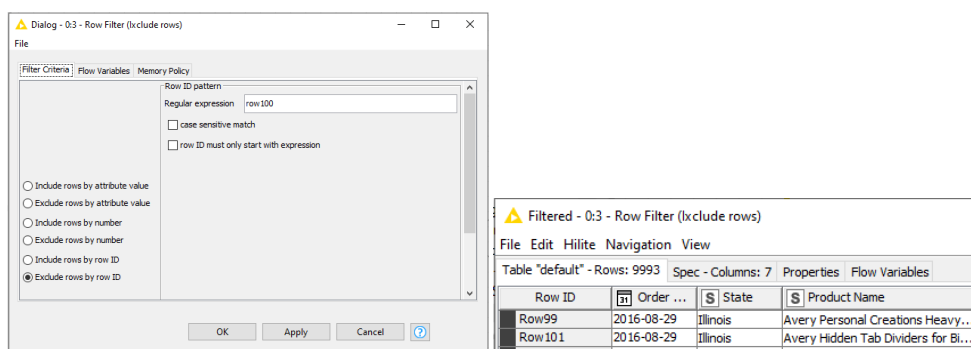 Dialog - 0:3 - Row Filter (Ixclude rows)
File
Filter Criteria Flow Variables Memory Policy
Row ID pattern
Regular expression row100
case sensitive match
row ID must only start with expression
Include rows by attribute value
Exclude rows by attribute value
Include rows by number
Exclude rows by number
Include rows by row ID
Exclude rows by row ID
OK Apply Cancel ?
Filtered - 0:3 - Row Filter (Ixclude rows)
File Edit Hilite Navigation View
Table "default" - Rows: 9993 Spec - Columns: 7 Properties Flow Variables
Row ID 31 Order ... S State S Product Name
Row99 2016-08-29 Illinois Avery Personal Creations Heavy...
Row101 2016-08-29 Illinois Avery Hidden Tab Dividers for Bi...